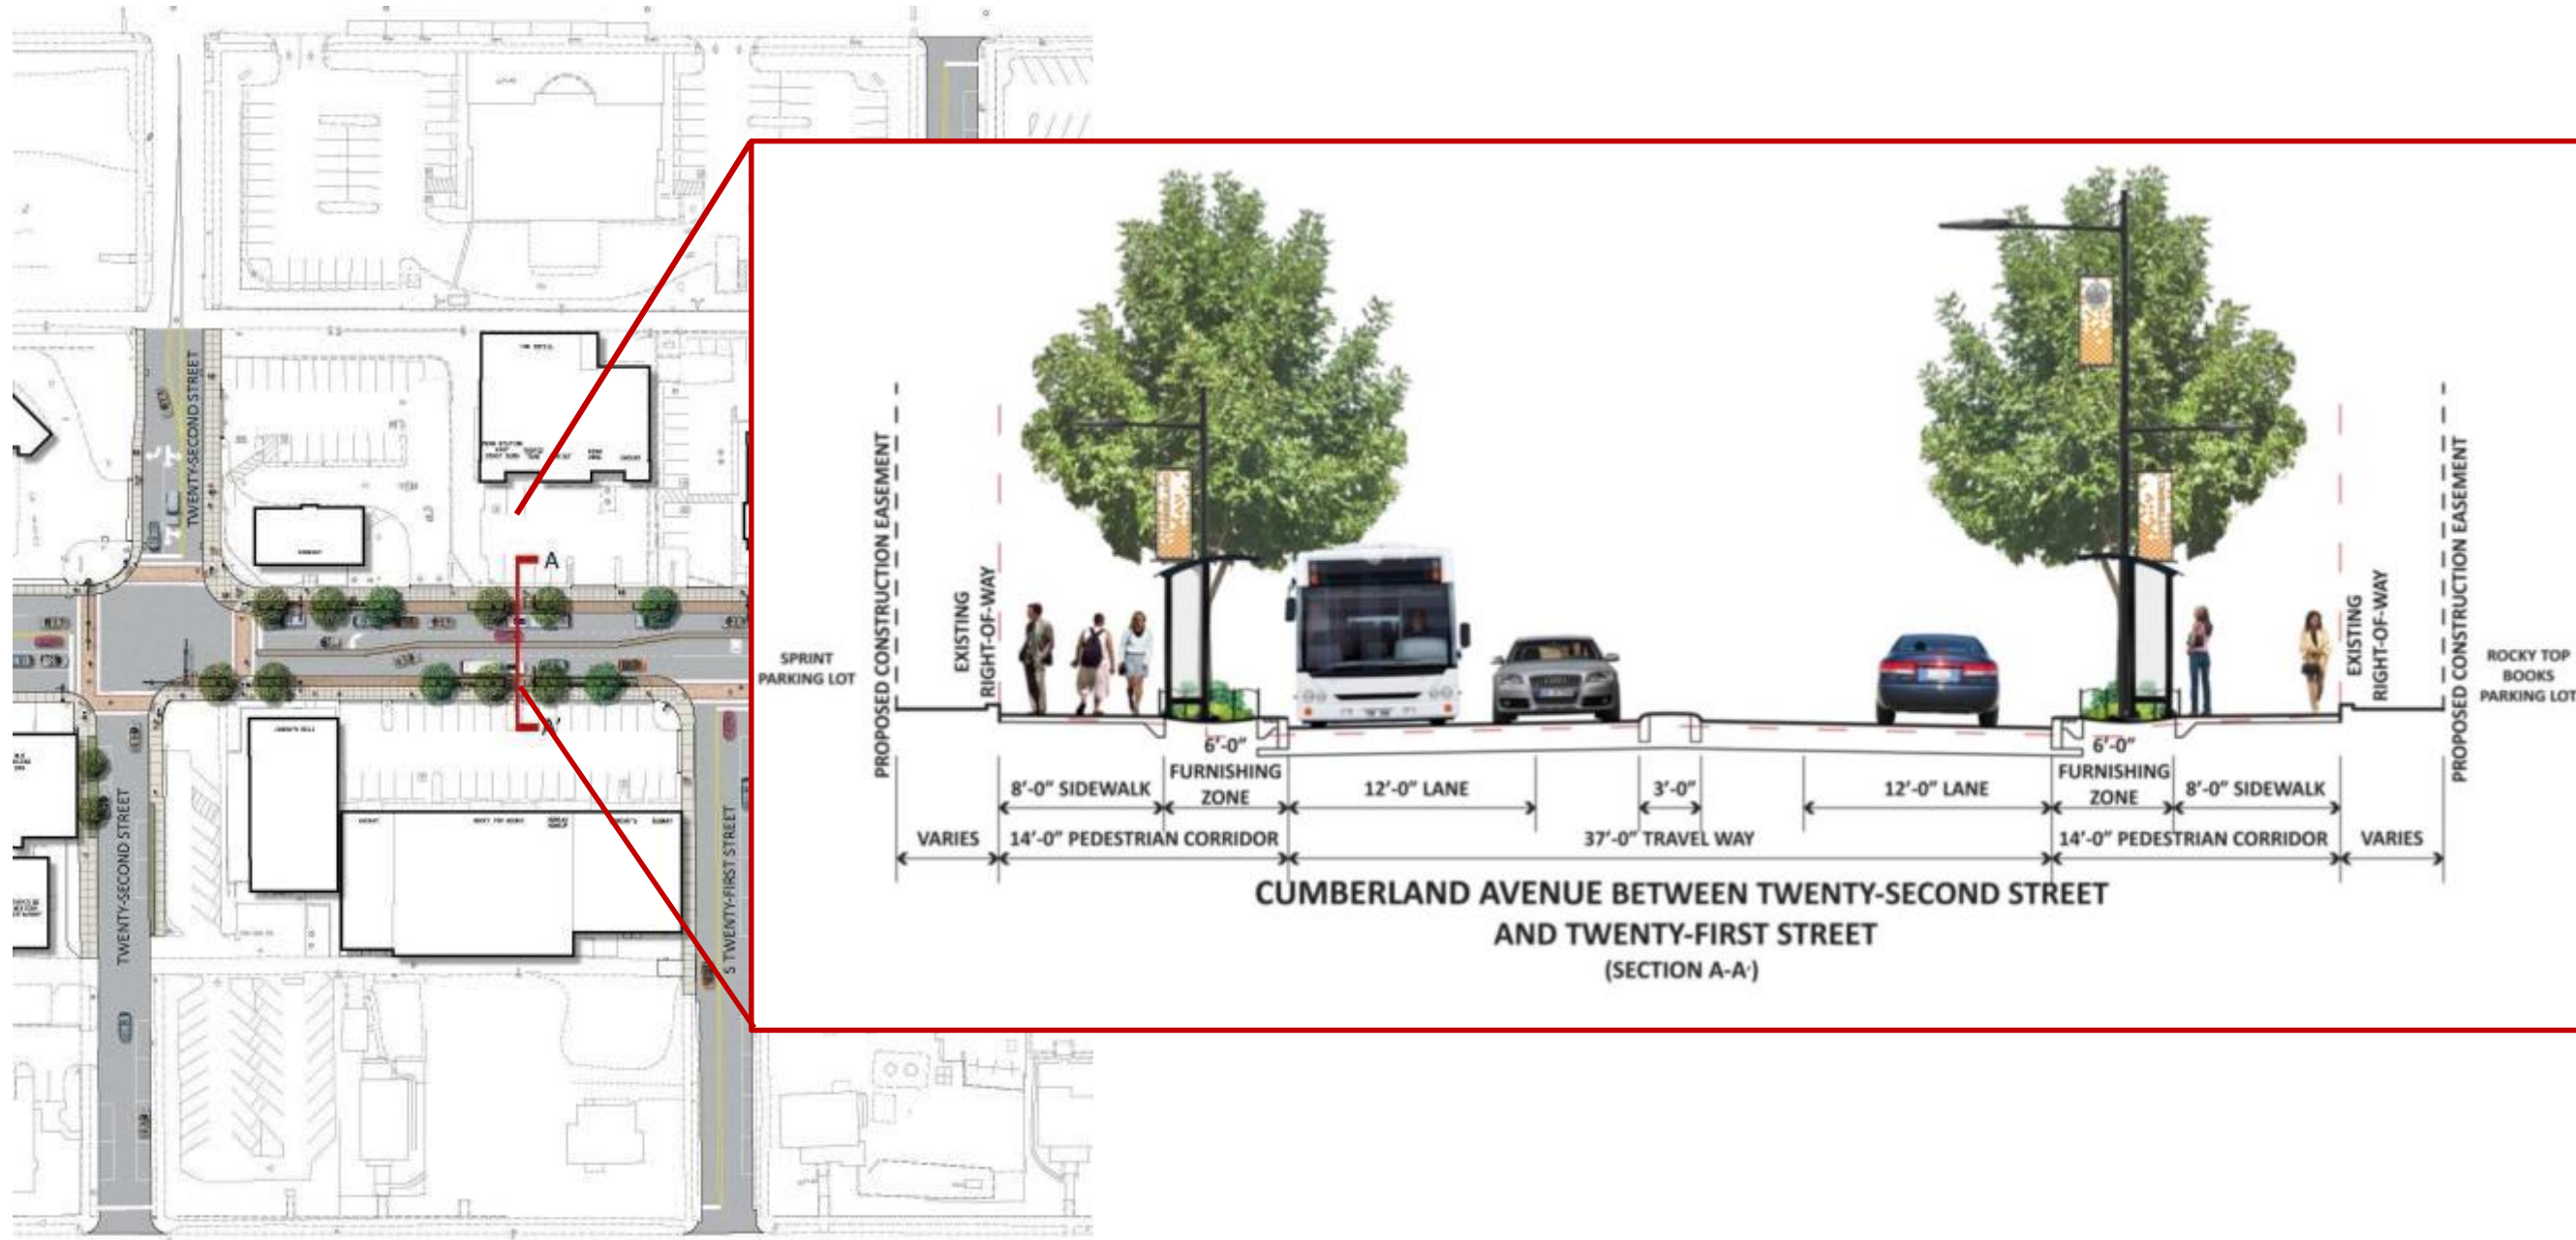 TWENTY-SECOND STREET
A
A'
TWENTY-SECOND STREET
S TWENTY-FIRST STREET
SPRINT
PARKING LOT
PROPOSED CONSTRUCTION EASEMENT
EXISTING
RIGHT-OF-WAY
EXISTING
RIGHT-OF-WAY
PROPOSED CONSTRUCTION EASEMENT
ROCKY TOP
BOOKS
PARKING LOT
6'-0"
FURNISHING
ZONE
6'-0"
FURNISHING
ZONE
8'-0" SIDEWALK
12'-0" LANE
3'-0"
12'-0" LANE
8'-0" SIDEWALK
VARIES
14'-0" PEDESTRIAN CORRIDOR
37'-0" TRAVEL WAY
14'-0" PEDESTRIAN CORRIDOR
VARIES
CUMBERLAND AVENUE BETWEEN TWENTY-SECOND STREET
AND TWENTY-FIRST STREET
(SECTION A-A')